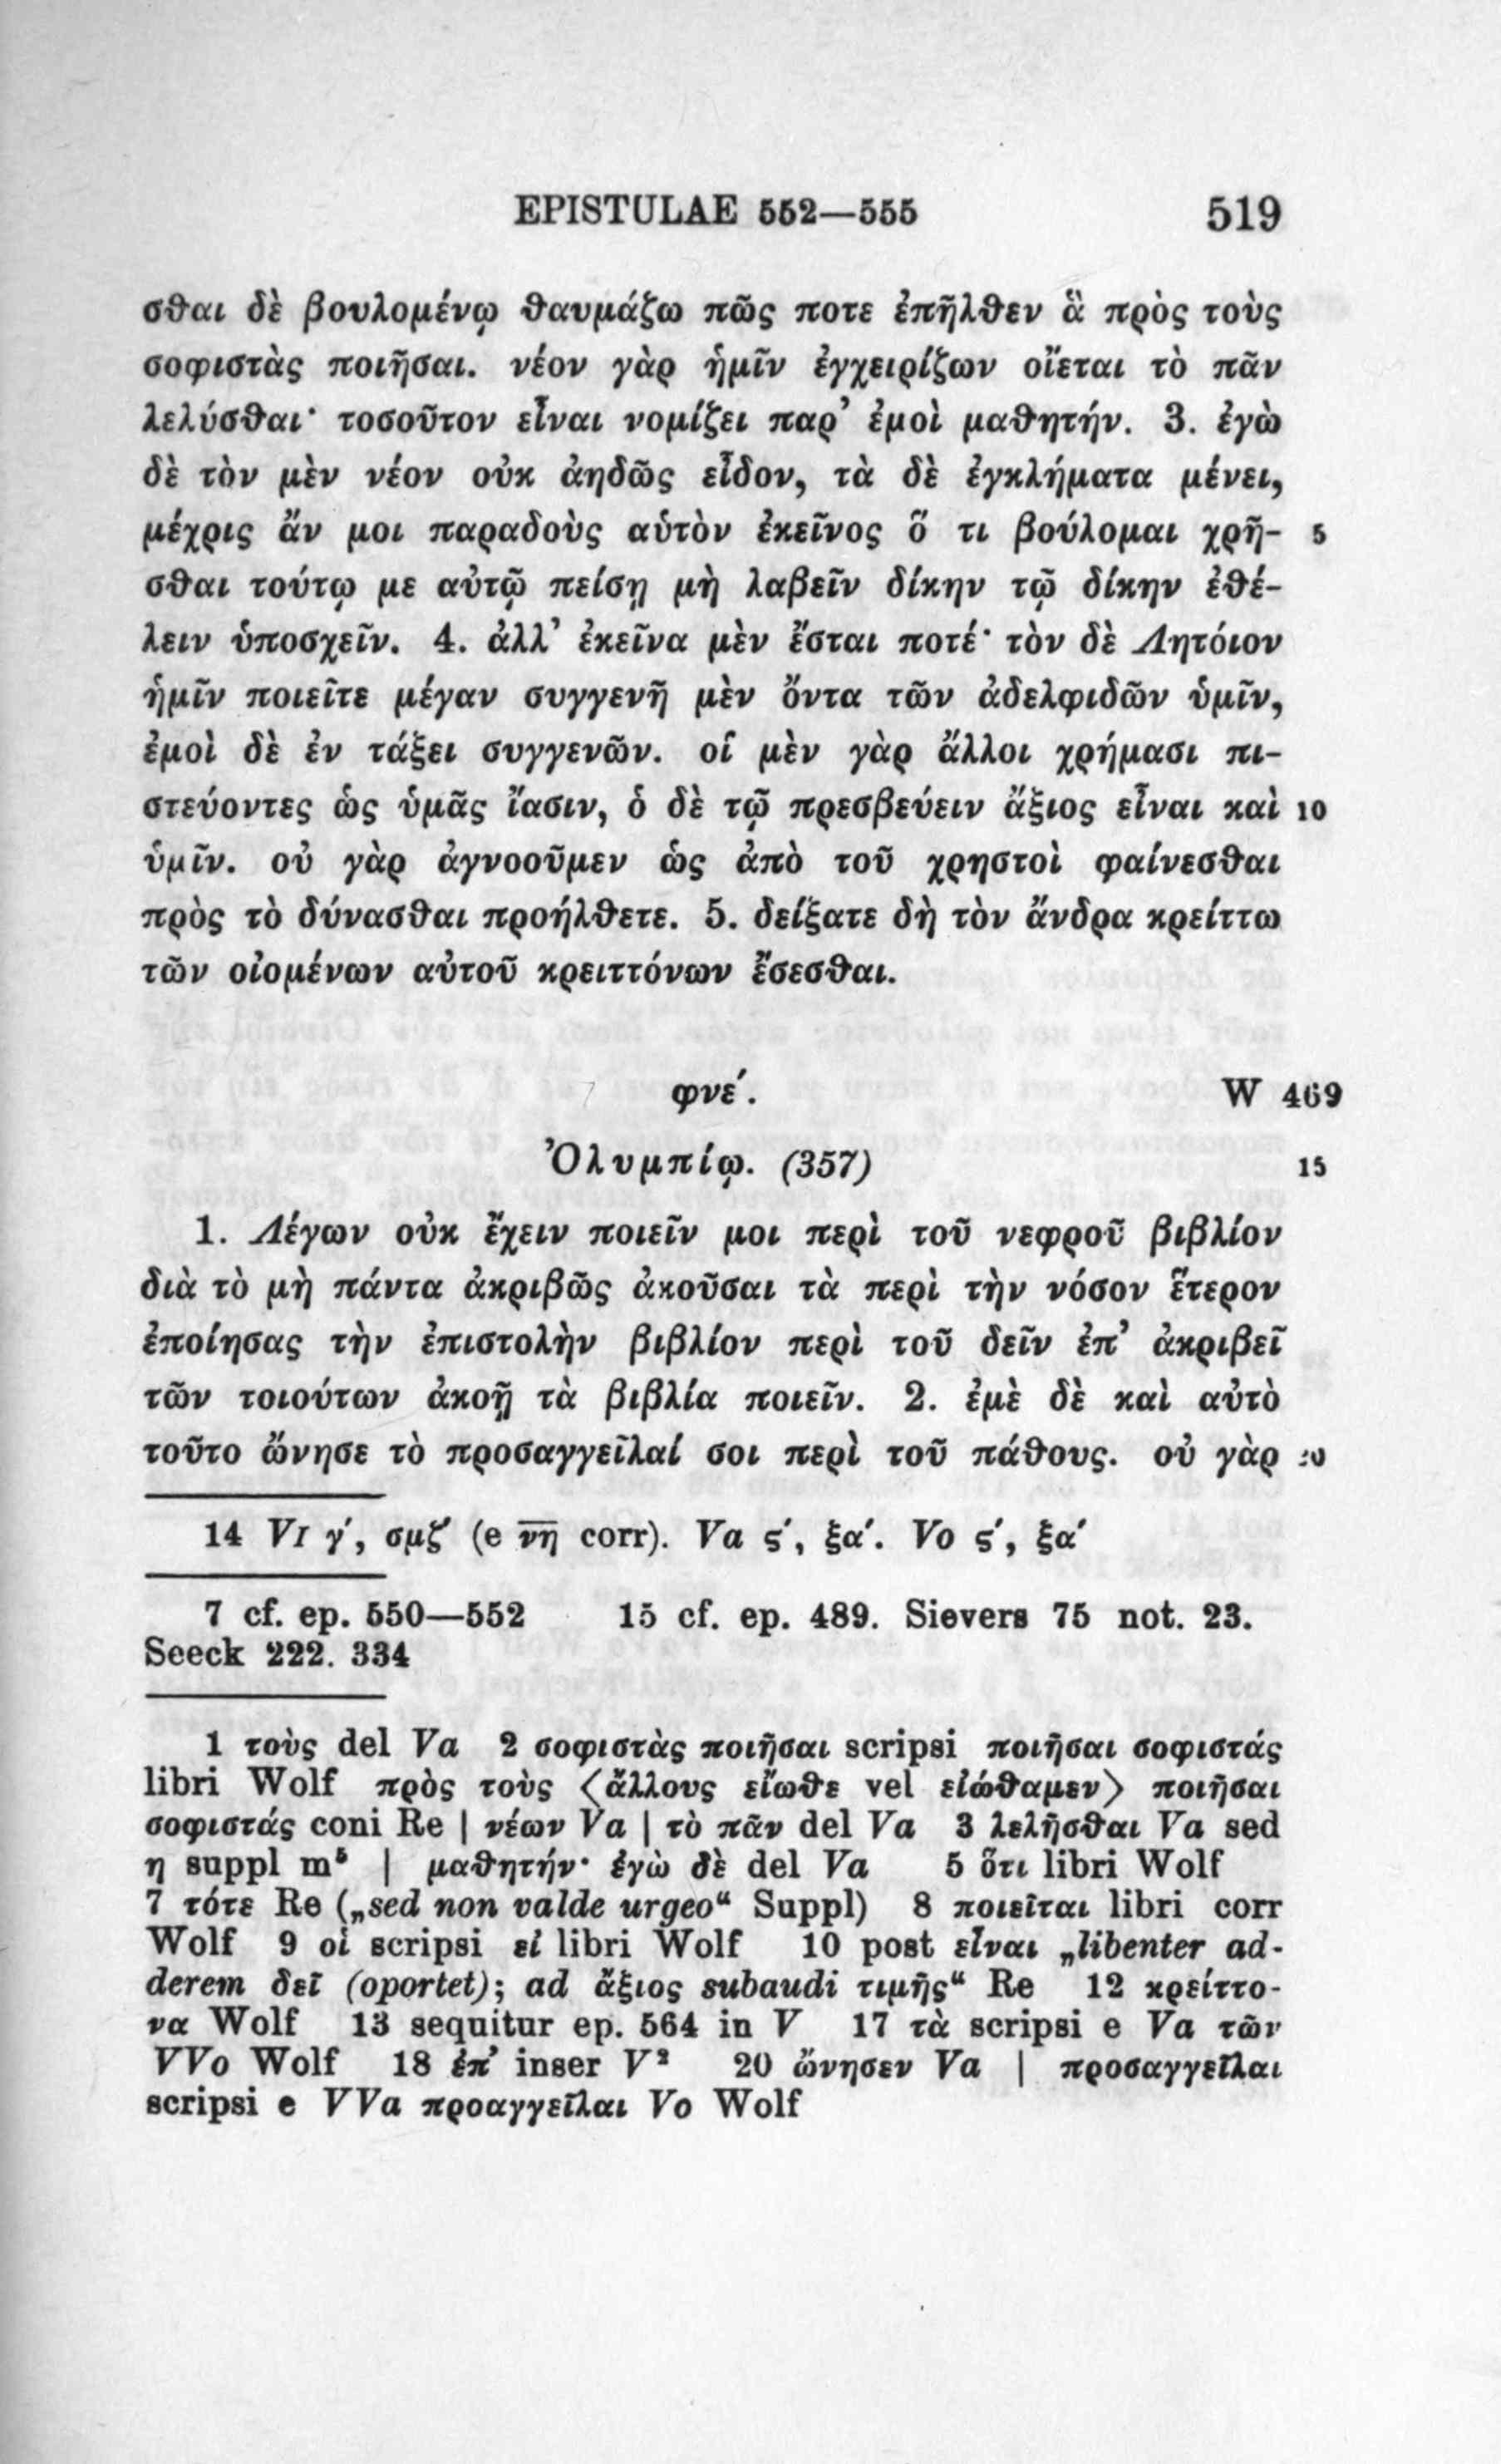 EPISTULAE 552—555 519
σθαι δὲ βουλομένῳ θαυμάζω πῶς ποτε ἐπῆλθεν ἃ πρὸς τοὺς
σοφιστὰς ποιῆσαι. νέον γὰρ ἡμῖν ἐγχειρίζων οἴεται τὸ πᾶν
λελύσθαι· τοσοῦτον εἶναι νομίζει παρ’ ἐμοὶ μαθητήν. 3. ἐγὼ
δὲ τὸν μὲν νέον οὐκ ἀηδῶς εἶδον, τὰ δὲ ἐγκλήματα μένει,
μέχρις ἄν μοι παραδοὺς αὑτὸν ἐκεῖνος ὅ τι βούλομαι χρῆ- 5
σθαι τούτῳ με αὐτῷ πείσῃ μὴ λαβεῖν δίκην τῷ δίκην ἐθέ-
λειν ὑποσχεῖν. 4. ἀλλ’ ἐκεῖνα μὲν ἔσται ποτέ· τὸν δὲ Λητόιον
ἡμῖν ποιεῖτε μέγαν συγγενῆ μὲν ὄντα τῶν ἀδελφιδῶν ὑμῖν,
ἐμοὶ δὲ ἐν τάξει συγγενῶν. οἱ μὲν γὰρ ἄλλοι χρήμασι πι-
στεύοντες ὡς ὑμᾶς ἴασιν, ὁ δὲ τῷ πρεσβεύειν ἄξιος εἶναι καὶ 10
ὑμῖν. οὐ γὰρ ἀγνοοῦμεν ὡς ἀπὸ τοῦ χρηστοὶ φαίνεσθαι
πρὸς τὸ δύνασθαι προήλθετε. 5. δείξατε δὴ τὸν ἄνδρα κρείττω
τῶν οἰομένων αὐτοῦ κρειττόνων ἔσεσθαι.
φνε΄. W 469
Ὀλυμπίῳ. (357) 15
1. Λέγων οὐκ ἔχειν ποιεῖν μοι περὶ τοῦ νεφροῦ βιβλίον
διὰ τὸ μὴ πάντα ἀκριβῶς ἀκοῦσαι τὰ περὶ τὴν νόσον ἕτερον
ἐποίησας τὴν ἐπιστολὴν βιβλίον περὶ τοῦ δεῖν ἐπ’ ἀκριβεῖ
τῶν τοιούτων ἀκοῇ τὰ βιβλία ποιεῖν. 2. ἐμὲ δὲ καὶ αὐτὸ
τοῦτο ὤνησε τὸ προσαγγεῖλαί σοι περὶ τοῦ πάθους. οὐ γὰρ 20
14 VI γ΄, σμζ΄ (e ν̅η̅ corr). Va ς΄, ξα΄. Vo ς΄, ξα΄
7 cf. ep. 550—552 15 cf. ep. 489. Sievers 75 not. 23.
Seeck 222. 334
1 τοὺς del Va 2 σοφιστὰς ποιῆσαι scripsi ποιῆσαι σοφιστάς
libri Wolf πρὸς τοὺς ⟨ἄλλους εἴωθε vel εἰώθαμεν⟩ ποιῆσαι
σοφιστάς coni Re | νέων Va | τὸ πᾶν del Va 3 λελῆσθαι Va sed
η suppl m⁵ | μαθητήν· ἐγὼ δὲ del Va 5 ὅτι libri Wolf
7 τότε Re („sed non valde urgeo“ Suppl) 8 ποιεῖται libri corr
Wolf 9 οἱ scripsi εἰ libri Wolf 10 post εἶναι „libenter ad-
derem δεῖ (oportet); ad ἄξιος subaudi τιμῆς“ Re 12 κρείττο-
να Wolf 13 sequitur ep. 564 in V 17 τὰ scripsi e Va τῶν
VVo Wolf 18 ἐπ’ inser V² 20 ὤνησεν Va | προσαγγεῖλαι
scripsi e VVa προαγγεῖλαι Vo Wolf